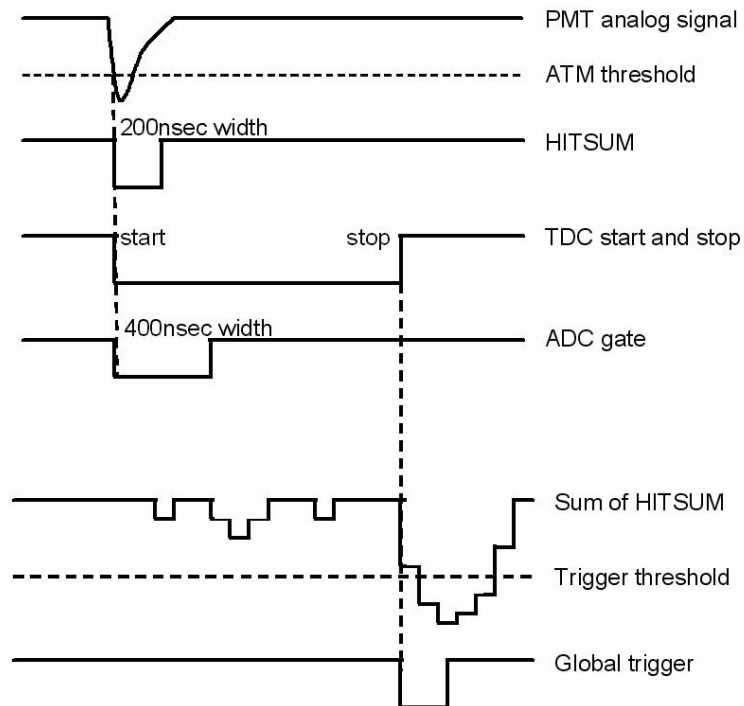 PMT analog signal
ATM threshold
200nsec width
HITSUM
start
stop
TDC start and stop
400nsec width
ADC gate
Sum of HITSUM
Trigger threshold
Global trigger